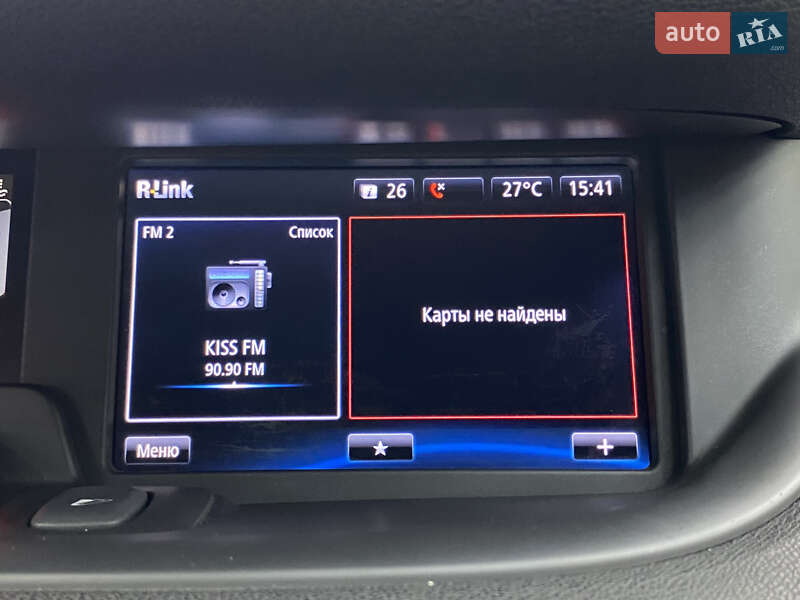 auto RIA.com
R-Link 26 27°C 15:41
FM 2 Список
KISS FM
90.90 FM
Карты не найдены
Меню